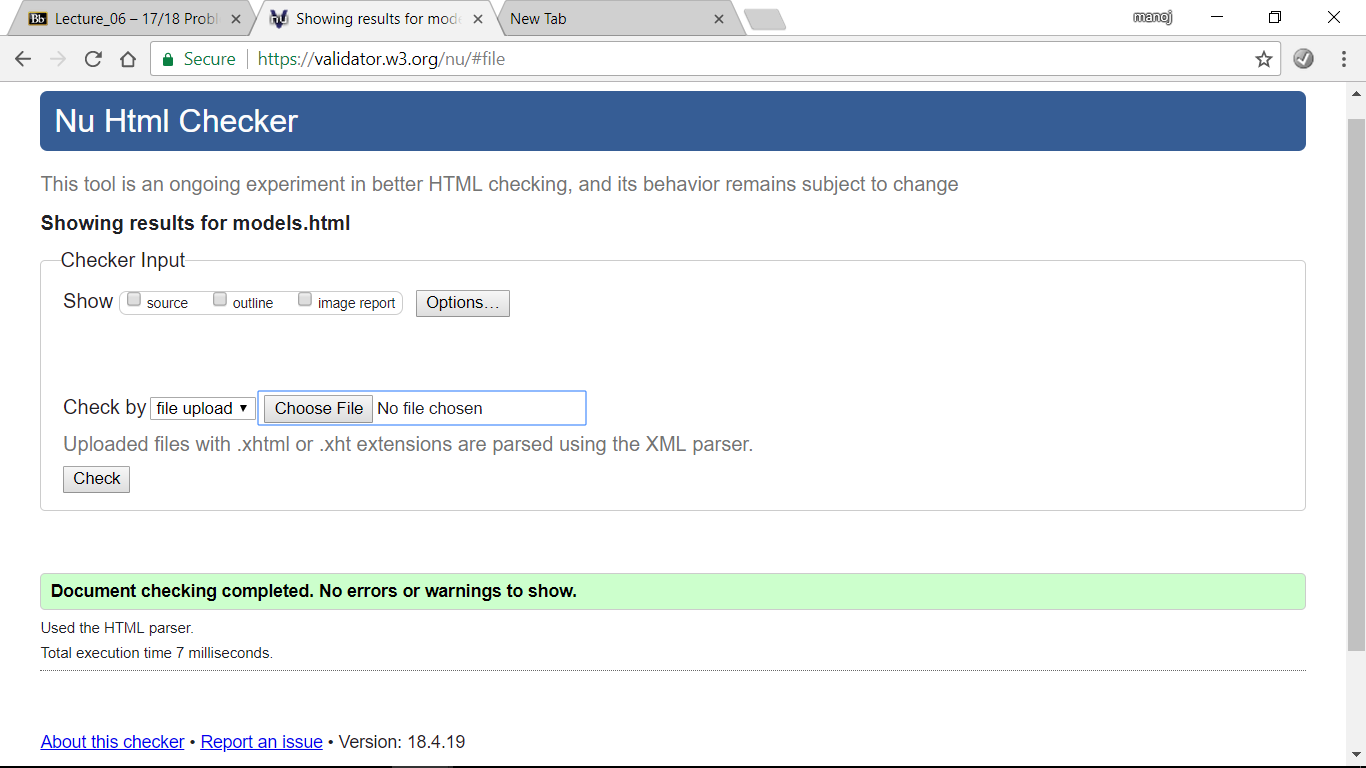 Bb Lecture_06 – 17/18 Probl
Showing results for mode
New Tab
manoj
Secure
https://validator.w3.org/nu/#file
Nu Html Checker
This tool is an ongoing experiment in better HTML checking, and its behavior remains subject to change
Showing results for models.html
Checker Input
Show source outline image report Options...
Check by file upload Choose File No file chosen
Uploaded files with .xhtml or .xht extensions are parsed using the XML parser.
Check
Document checking completed. No errors or warnings to show.
Used the HTML parser.
Total execution time 7 milliseconds.
About this checker • Report an issue • Version: 18.4.19